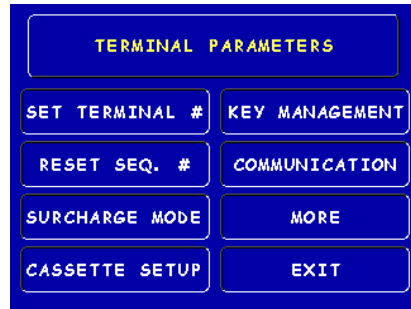 TERMINAL PARAMETERS
SET TERMINAL #
KEY MANAGEMENT
RESET SEQ. #
COMMUNICATION
SURCHARGE MODE
MORE
CASSETTE SETUP
EXIT